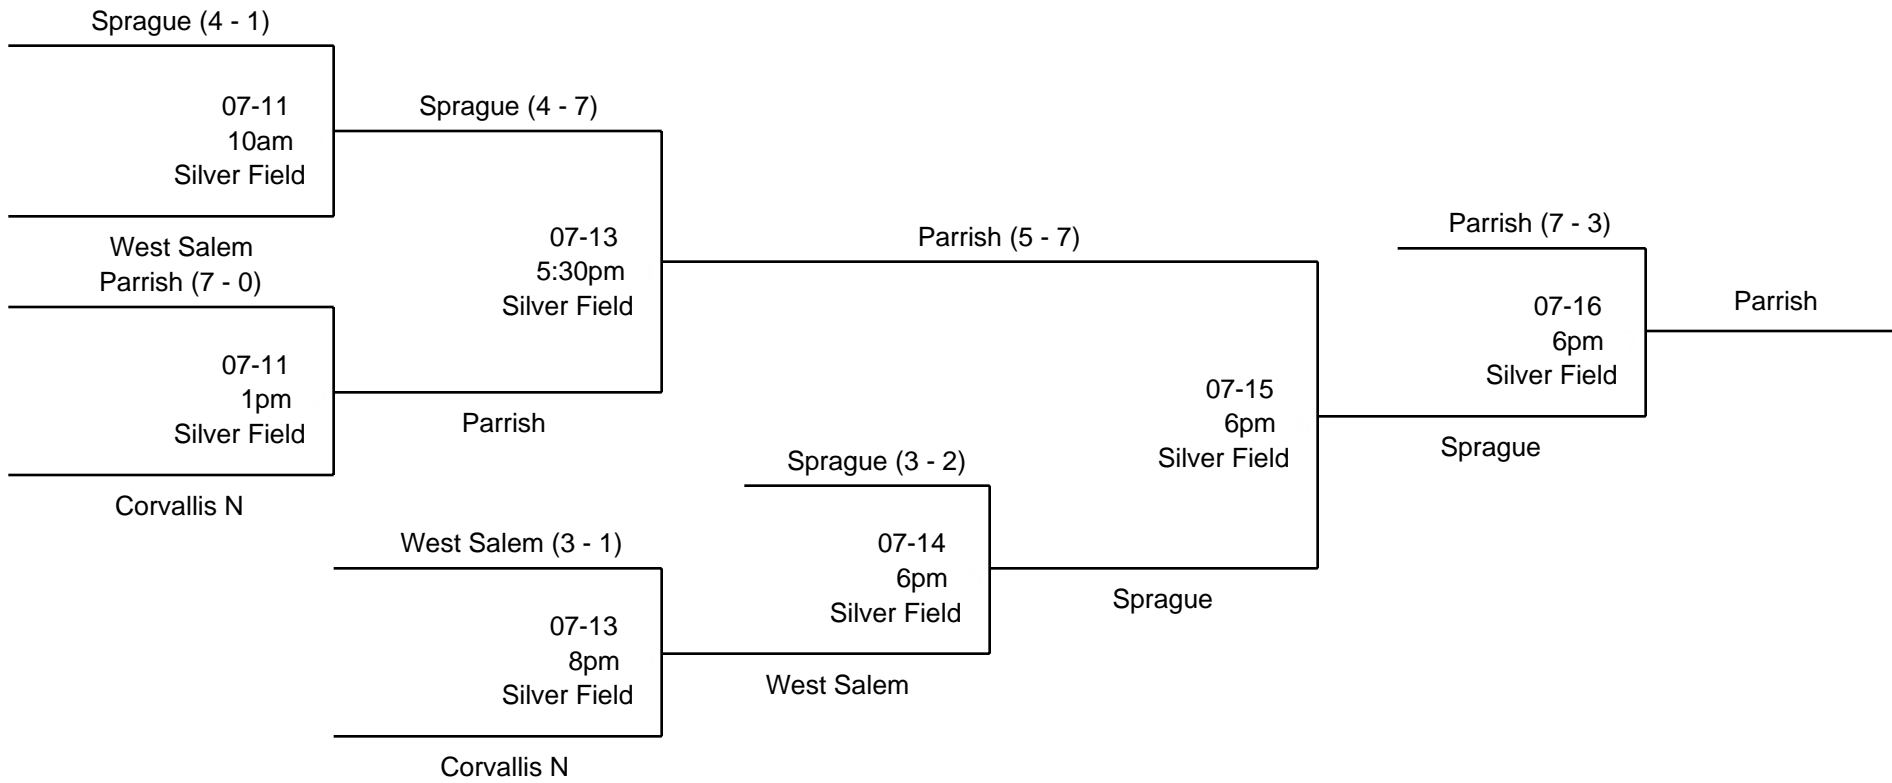 Sprague (4 - 1)
07-11
10am
Silver Field
West Salem
Parrish (7 - 0)
07-11
1pm
Silver Field
Corvallis N
Sprague (4 - 7)
07-13
5:30pm
Silver Field
Parrish
West Salem (3 - 1)
07-13
8pm
Silver Field
Corvallis N
Parrish (5 - 7)
Sprague (3 - 2)
07-14
6pm
Silver Field
West Salem
07-15
6pm
Silver Field
Sprague
Parrish (7 - 3)
07-16
6pm
Silver Field
Sprague
Parrish